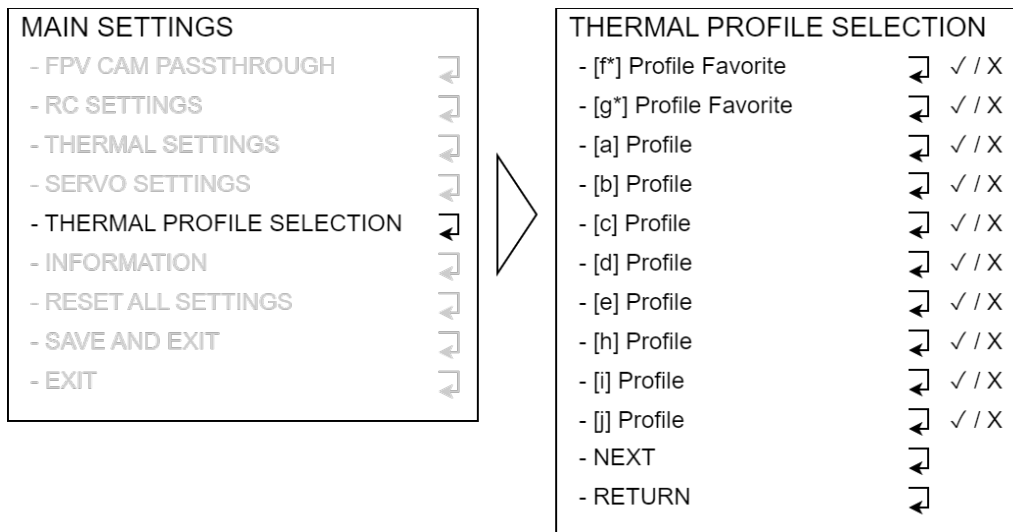 MAIN SETTINGS
- FPV CAM PASSTHROUGH
- RC SETTINGS
- THERMAL SETTINGS
- SERVO SETTINGS
- THERMAL PROFILE SELECTION
- INFORMATION
- RESET ALL SETTINGS
- SAVE AND EXIT
- EXIT
THERMAL PROFILE SELECTION
- [f*] Profile Favorite ✓ / X
- [g*] Profile Favorite ✓ / X
- [a] Profile ✓ / X
- [b] Profile ✓ / X
- [c] Profile ✓ / X
- [d] Profile ✓ / X
- [e] Profile ✓ / X
- [h] Profile ✓ / X
- [i] Profile ✓ / X
- [j] Profile ✓ / X
- NEXT
- RETURN